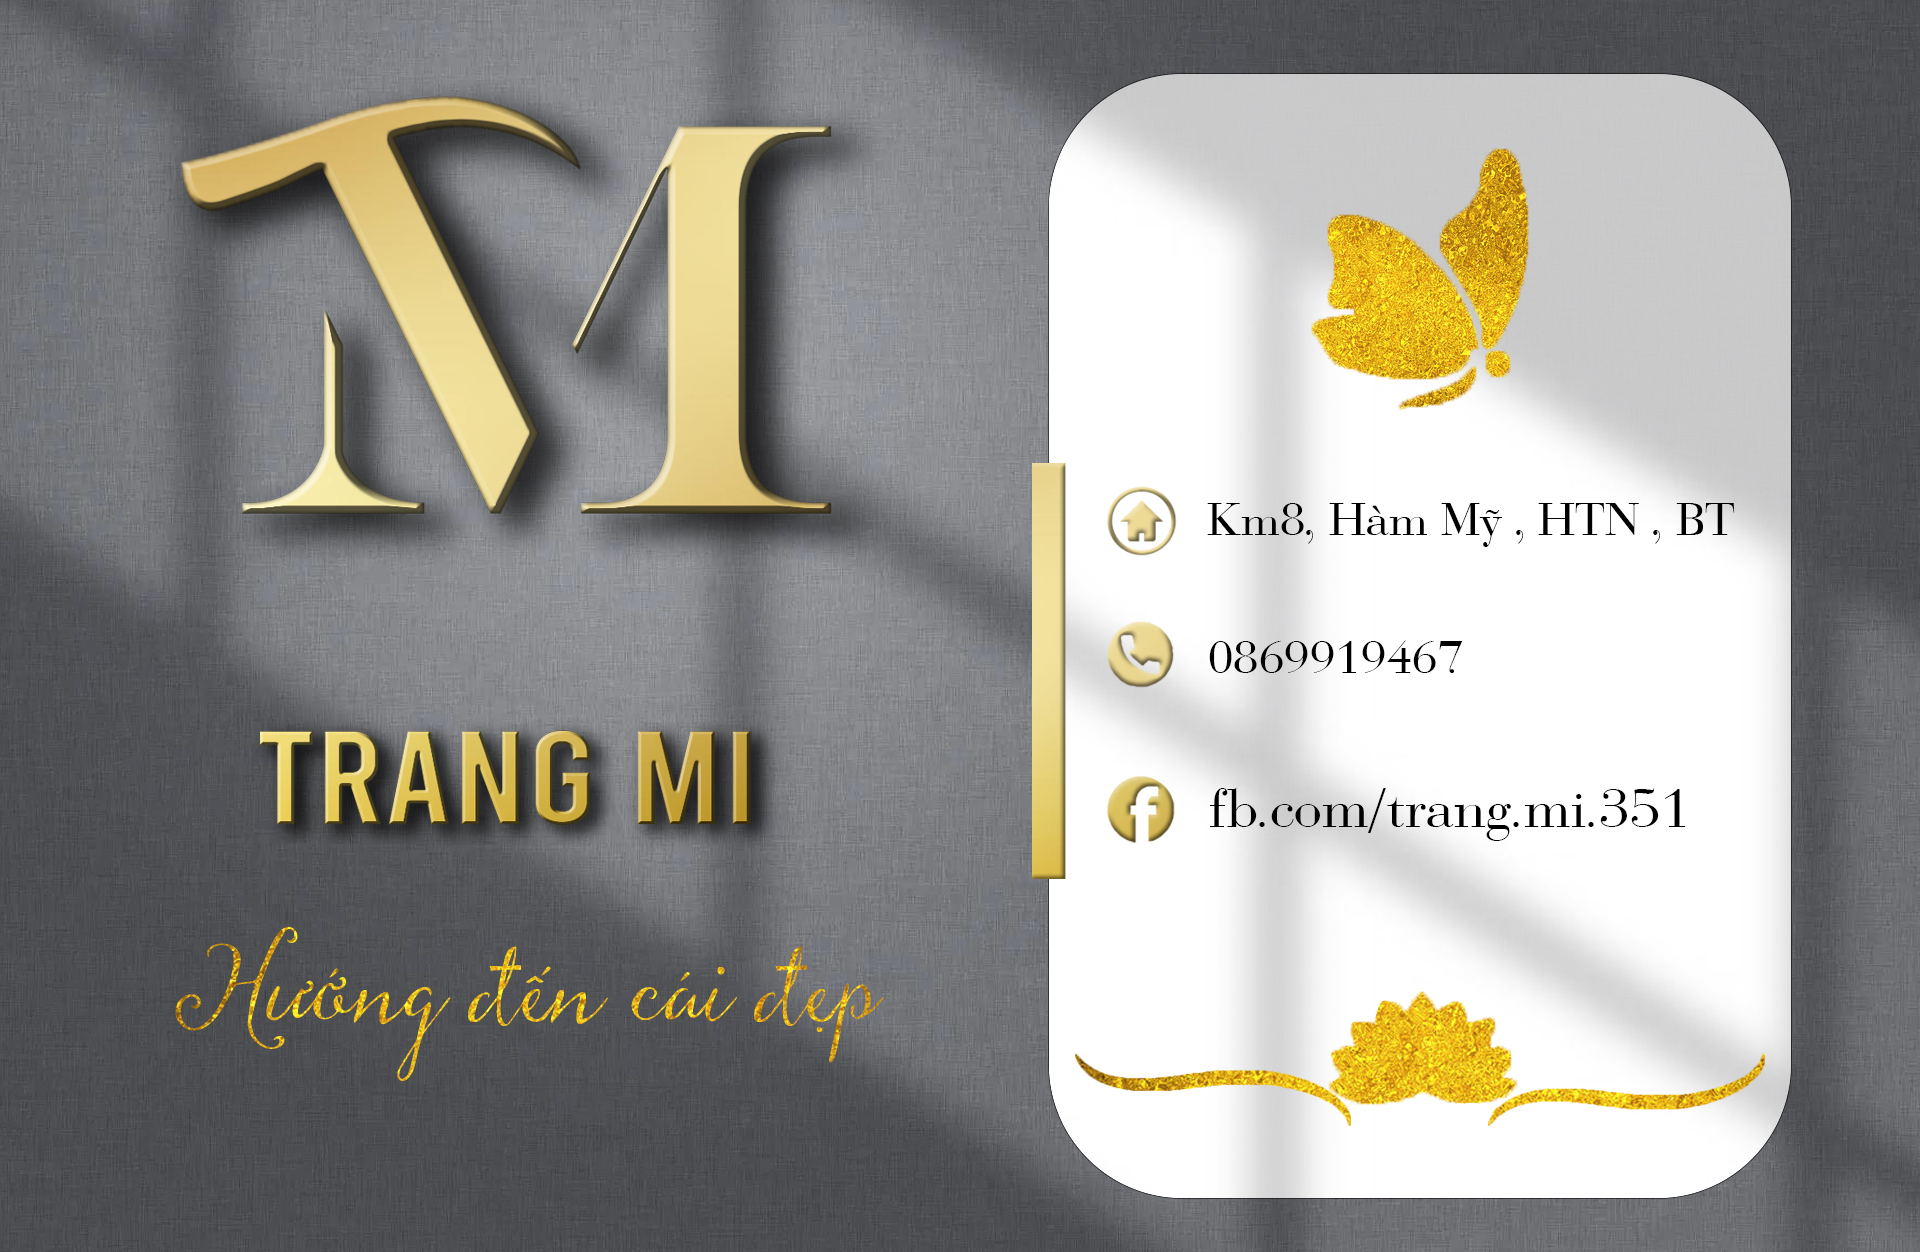 TM
TRANG MI
Hướng đến cái đẹp
Km8, Hàm Mỹ , HTN , BT
0869919467
fb.com/trang.mi.351